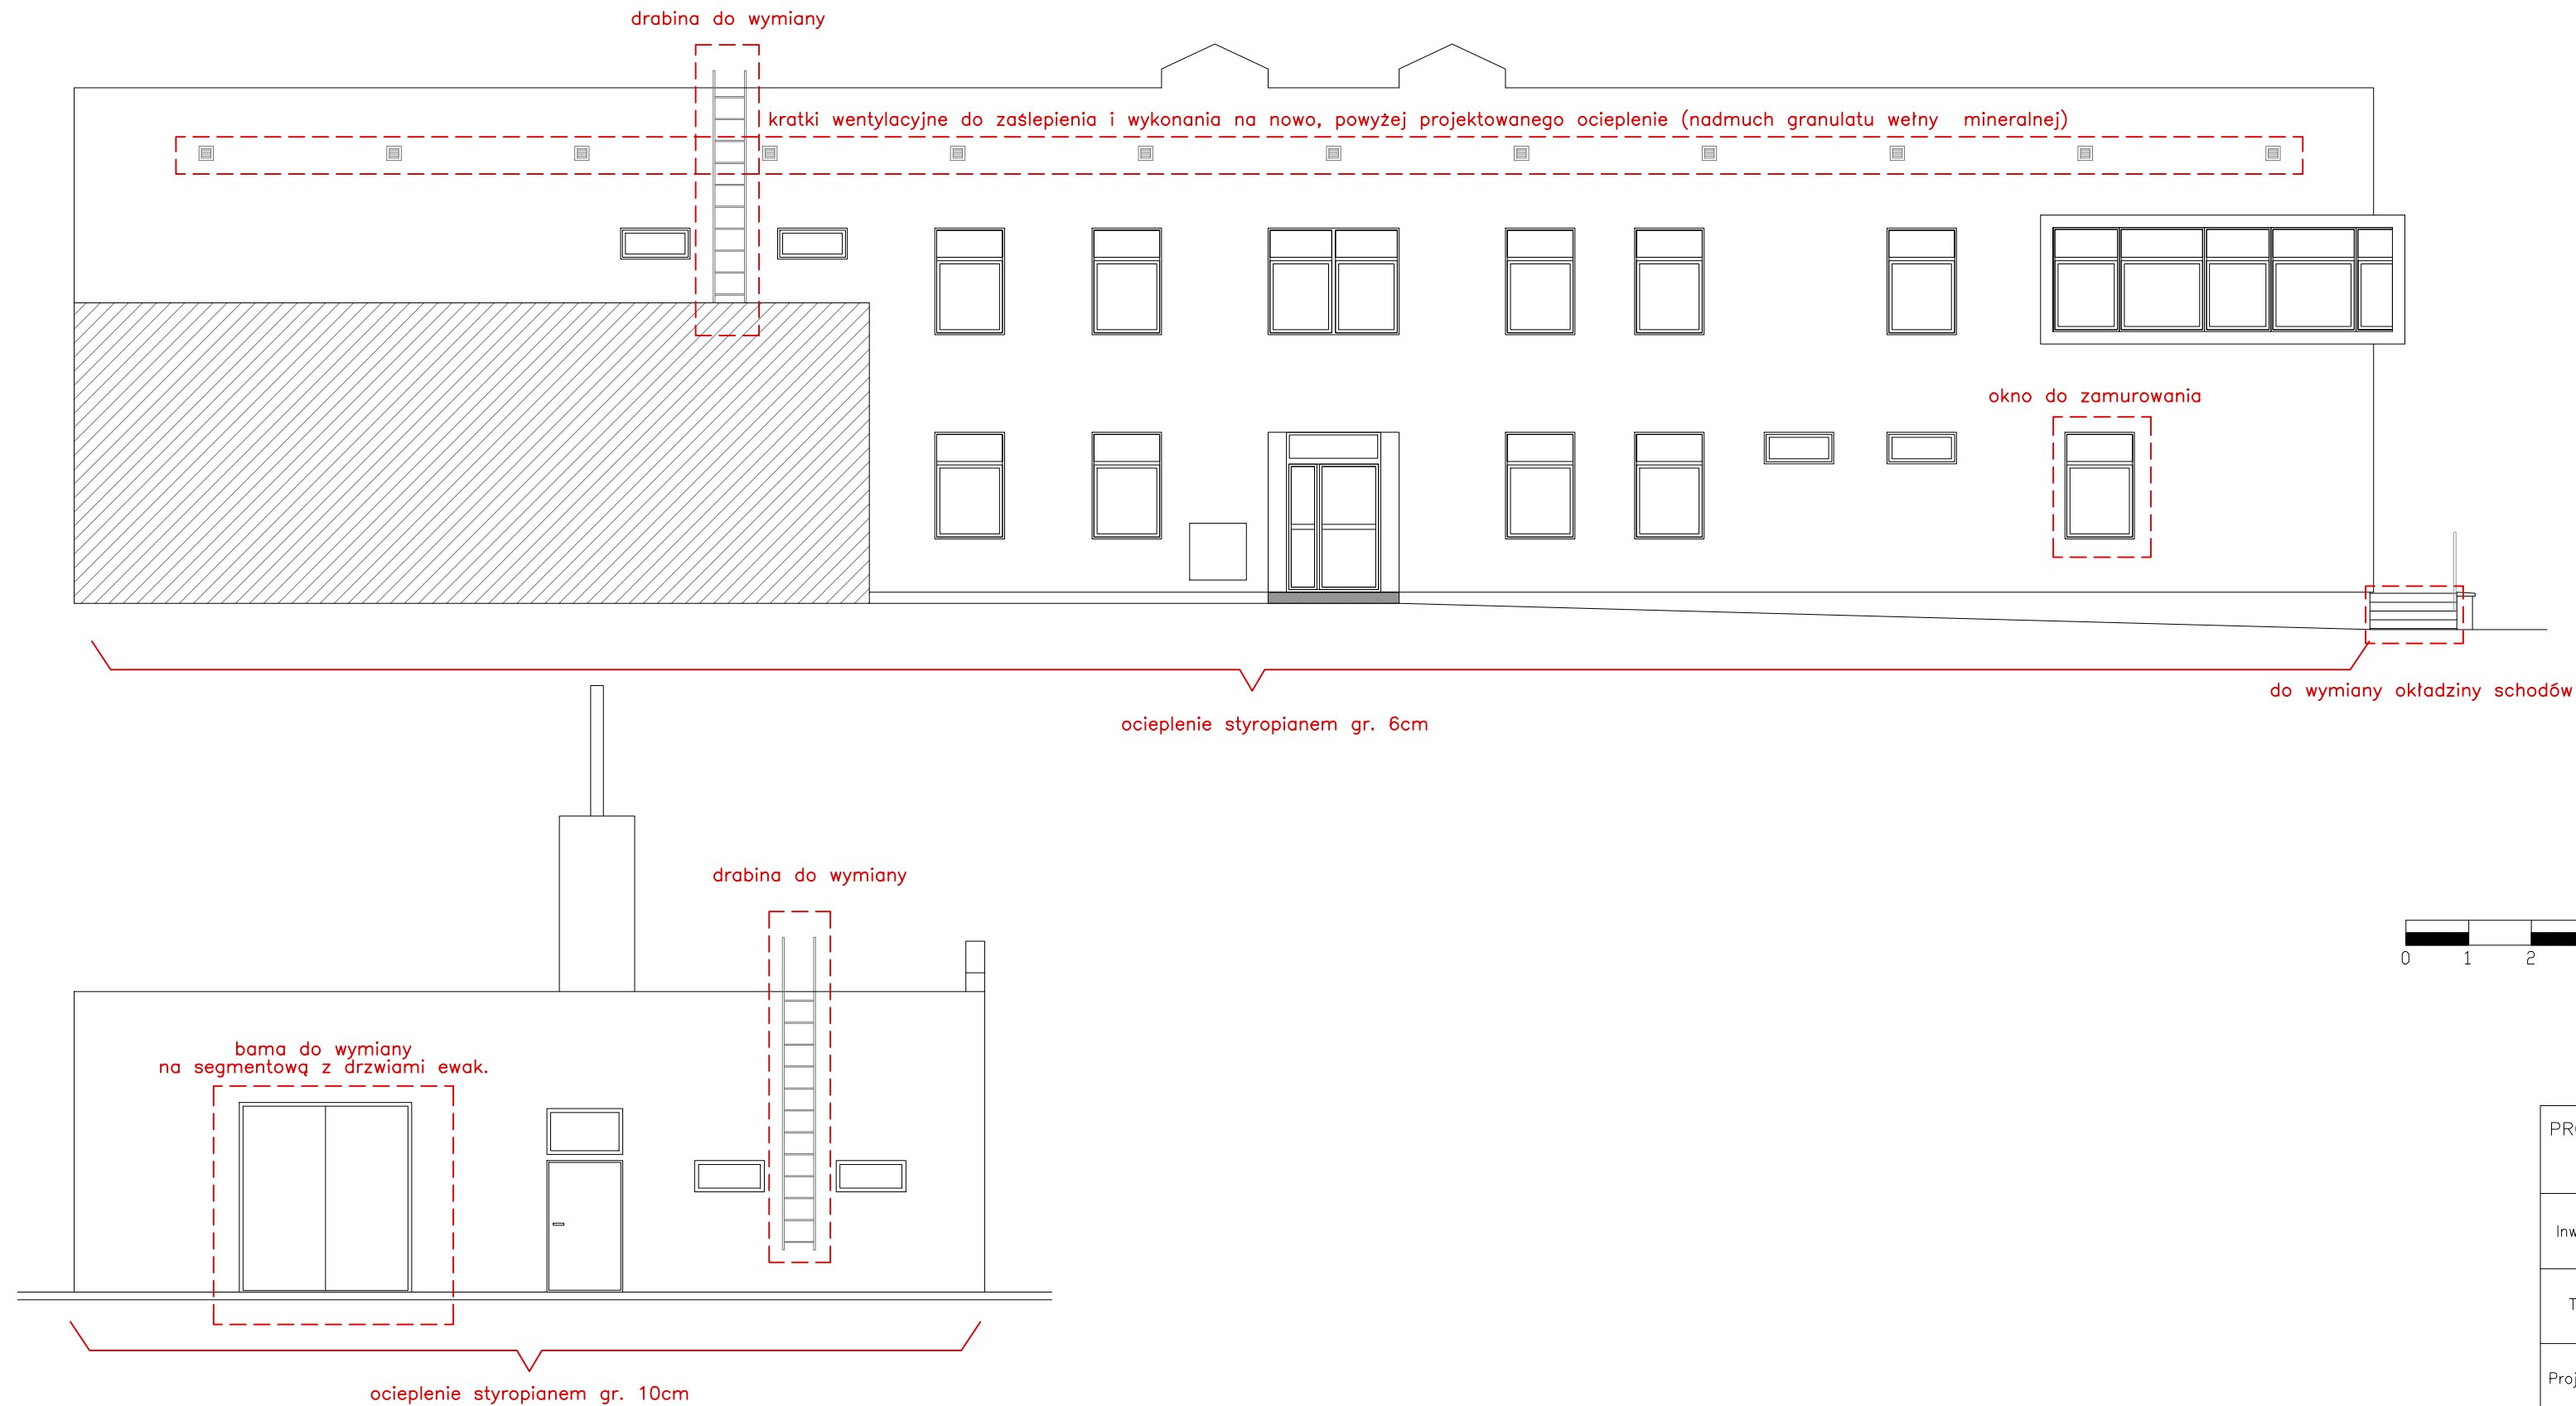 drabina do wymiany
kratki wentylacyjne do zaślepienia i wykonania na nowo, powyżej projektowanego ocieplenie (nadmuch granulatu wełny mineralnej)
okno do zamurowania
do wymiany okładziny schodów
ocieplenie styropianem gr. 6cm
drabina do wymiany
0 1 2
bama do wymiany
na segmentową z drzwiami ewak.
ocieplenie styropianem gr. 10cm